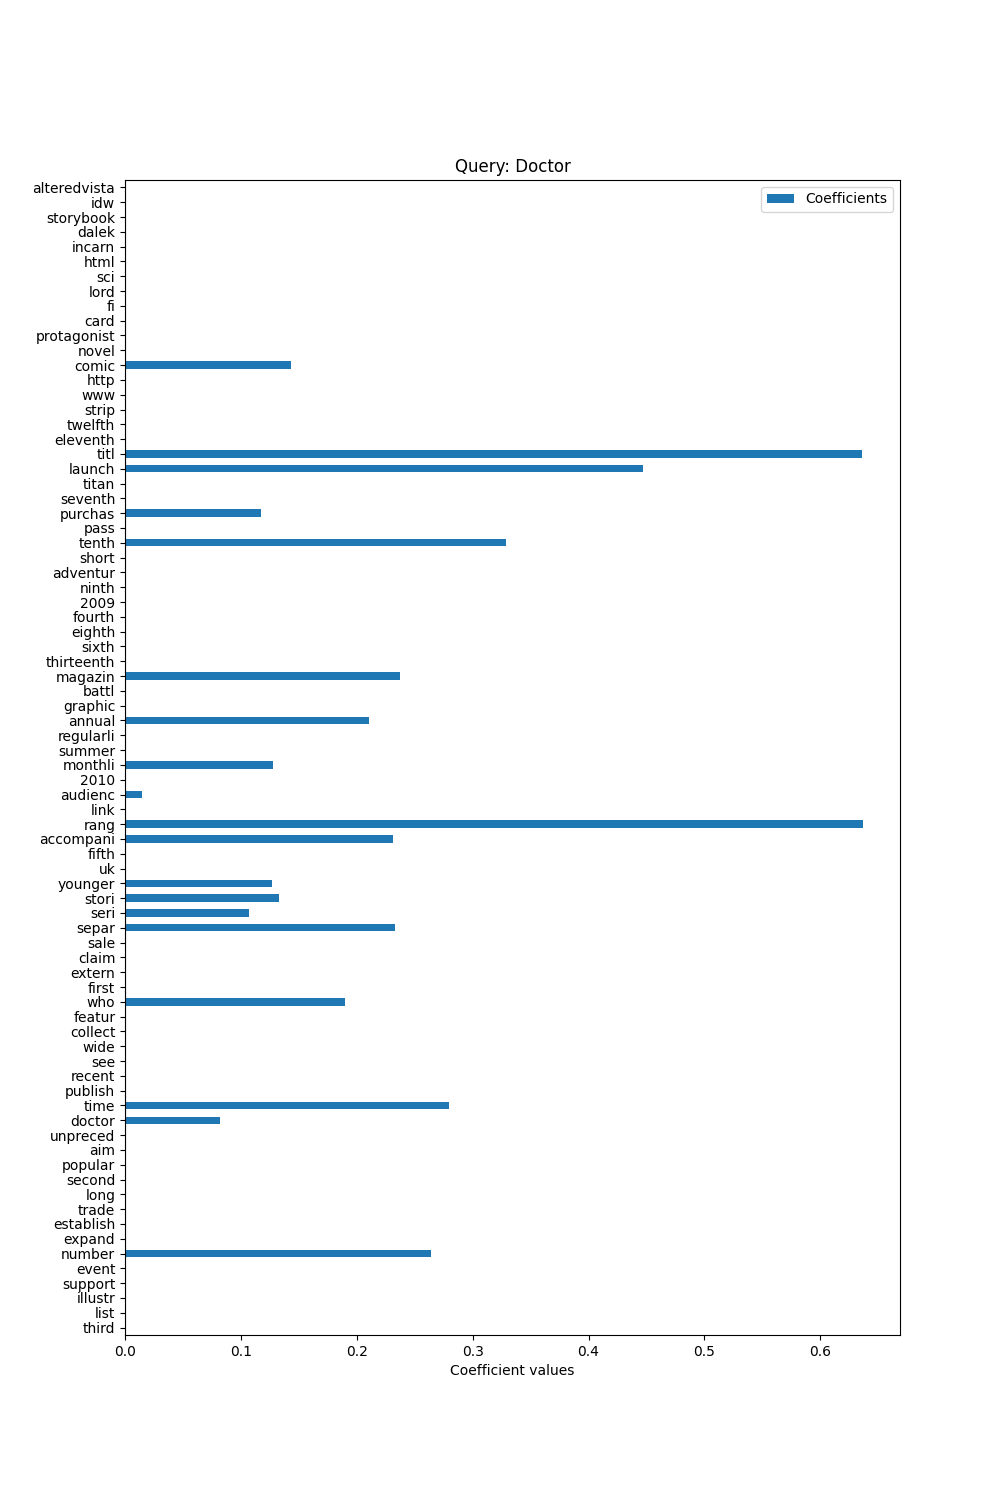 Query: Doctor
Coefficients
alteredvista
idw
storybook
dalek
incarn
html
sci
lord
fi
card
protagonist
novel
comic
http
www
strip
twelfth
eleventh
titl
launch
titan
seventh
purchas
pass
tenth
short
adventur
ninth
2009
fourth
eighth
sixth
thirteenth
magazin
battl
graphic
annual
regularli
summer
monthli
2010
audienc
link
rang
accompani
fifth
uk
younger
stori
seri
separ
sale
claim
extern
first
who
featur
collect
wide
see
recent
publish
time
doctor
unpreced
aim
popular
second
long
trade
establish
expand
number
event
support
illustr
list
third
0.0 0.1 0.2 0.3 0.4 0.5 0.6
Coefficient values